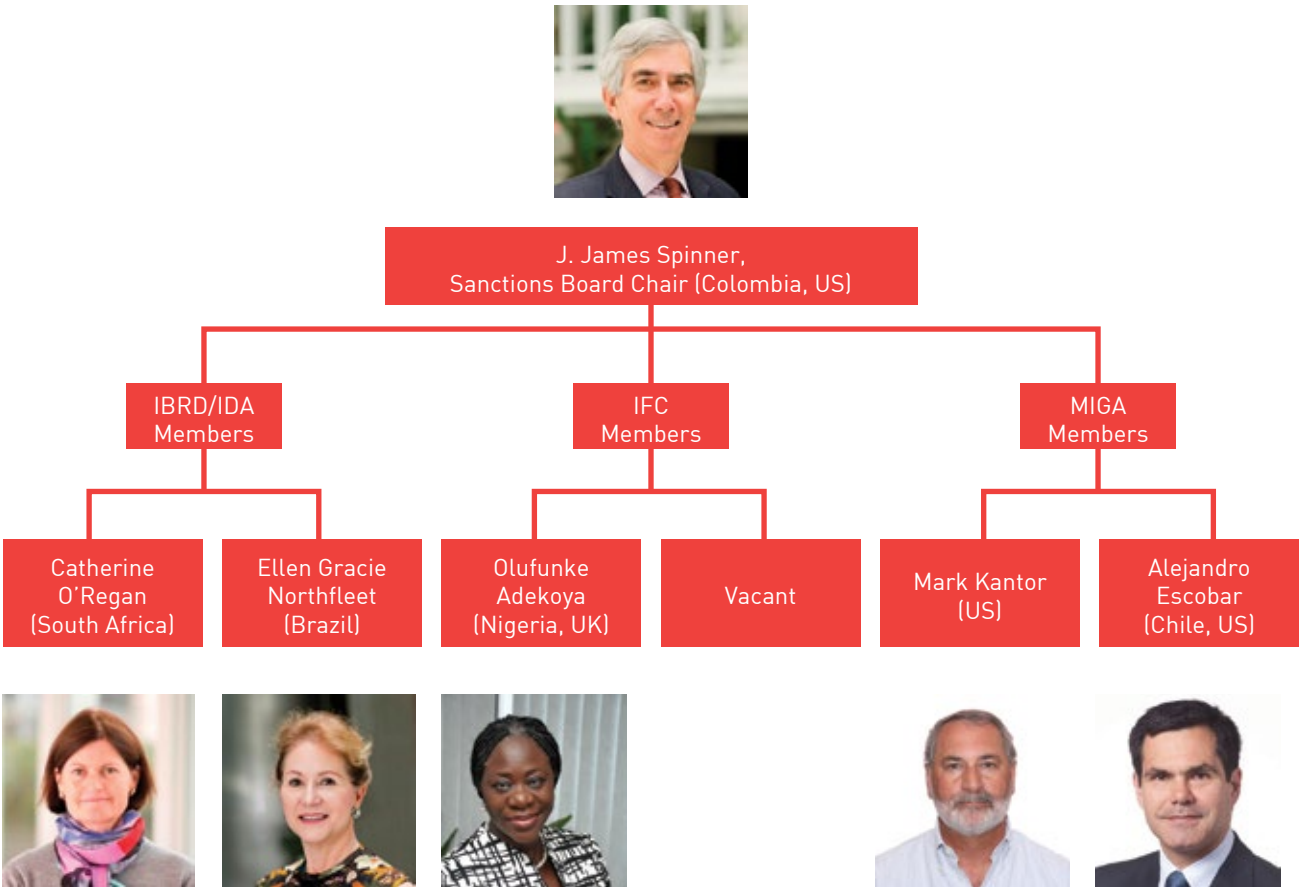 J. James Spinner,
Sanctions Board Chair (Colombia, US)
IBRD/IDA
Members
IFC
Members
MIGA
Members
Catherine
O’Regan
(South Africa)
Ellen Gracie
Northfleet
(Brazil)
Olufunke
Adekoya
(Nigeria, UK)
Vacant
Mark Kantor
(US)
Alejandro
Escobar
(Chile, US)